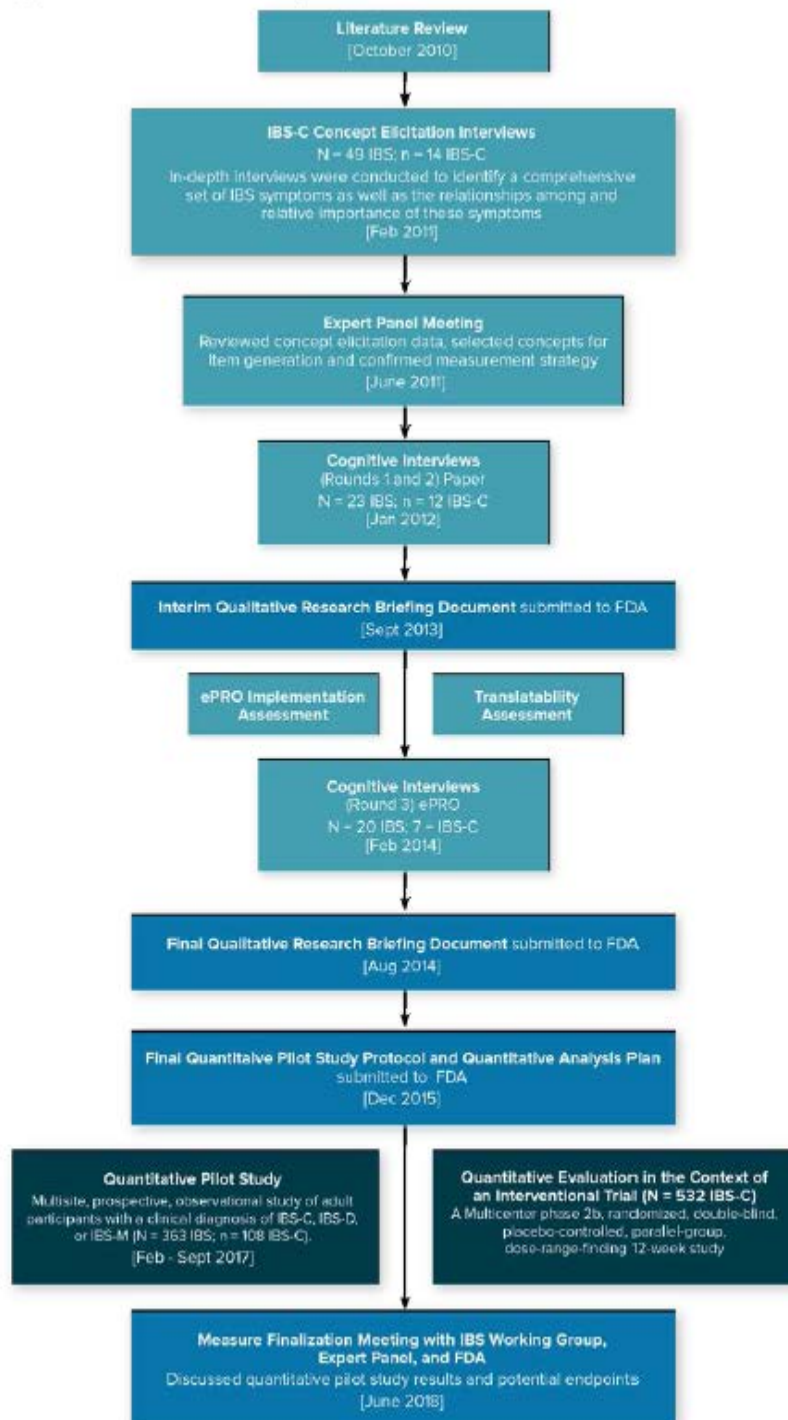 Literature Review
[October 2010]
IBS-C Concept Elicitation Interviews
N – 49 IBS; n – 14 IBS-C
In-depth interviews were conducted to identify a comprehensive
set of IBS symptoms as well as the relationships among and
relative importance of these symptoms
[Feb 2011]
Expert Panel Meeting
Reviewed concept elicitation data, selected concepts for
Item generation and confirmed measurement strategy
[June 2011]
Cognitive Interviews
(Rounds 1 and 2) Paper
N = 23 IBS; n = 12 IBS-C
[Jan 2012]
Interim Qualitative Research Briefing Document submitted to FDA
[Sept 2013]
ePRO Implementation
Assessment
Translatability
Assessment
Cognitive Interviews
(Round 3) ePRO
N – 20 IBS; 7 – IBS-C
[Feb 2014]
Final Qualitative Research Briefing Document submitted to FDA
[Aug 2014]
Final Quantitaive Pilot Study Protocol and Quantitative Analysis Plan
submitted to FDA
[Dec 2015]
Quantitative Pilot Study
Multisite, prospective, observational study of adult
participants with a clinical diagnosis of IBS-C, IBS-D,
or IBS-M (N = 363 IBS; n = 108 IBS-C).
[Feb - Sept 2017]
Quantitative Evaluation in the Context of
an Interventional Trial (N = 532 IBS-C)
A Multicenter phase 2b, randomized, double-blind,
placebo-controlled, parallel-group,
dose-range-finding 12-week study
Measure Finalization Meeting with IBS Working Group,
Expert Panel, and FDA
Discussed quantitative pilot study results and potential endpoints
[June 2018]